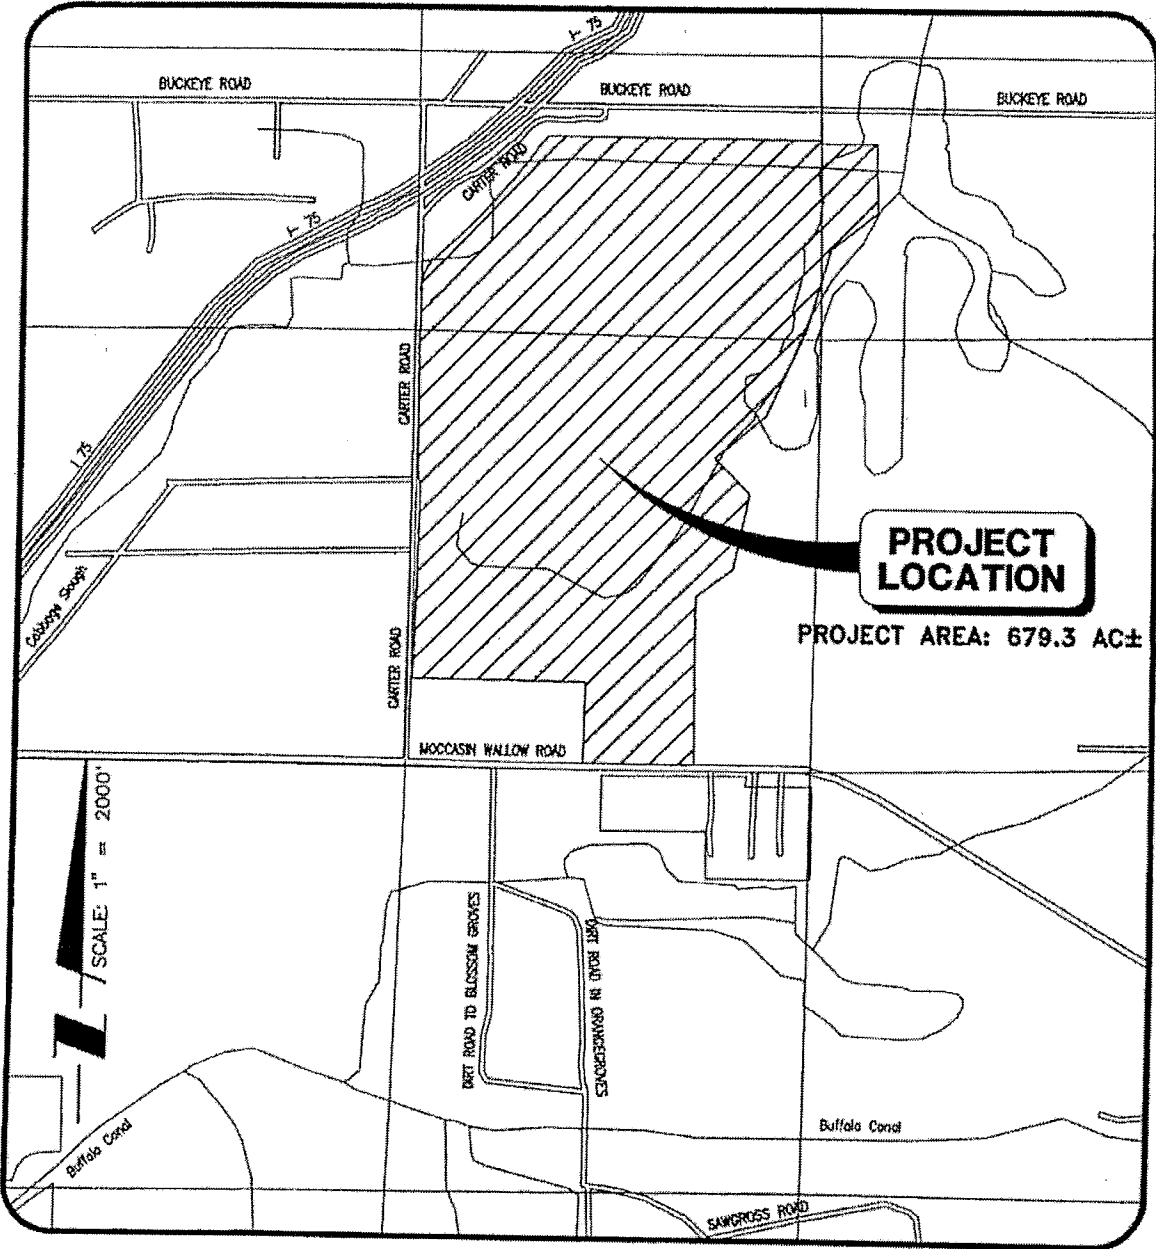 I- 75
BUCKEYE ROAD
BUCKEYE ROAD
BUCKEYE ROAD
CARTER ROAD
I- 75
CARTER ROAD
I 75
PROJECT
LOCATION
Cabbage Slough
PROJECT AREA: 679.3 AC±
CARTER ROAD
MOCCASIN WALLOW ROAD
SCALE: 1" = 2000'
DIRT ROAD TO BLOSSOM GROVES
DIRT ROAD IN ORANGEGROVES
Buffalo Canal
Buffalo Canal
SAWGROSS ROAD